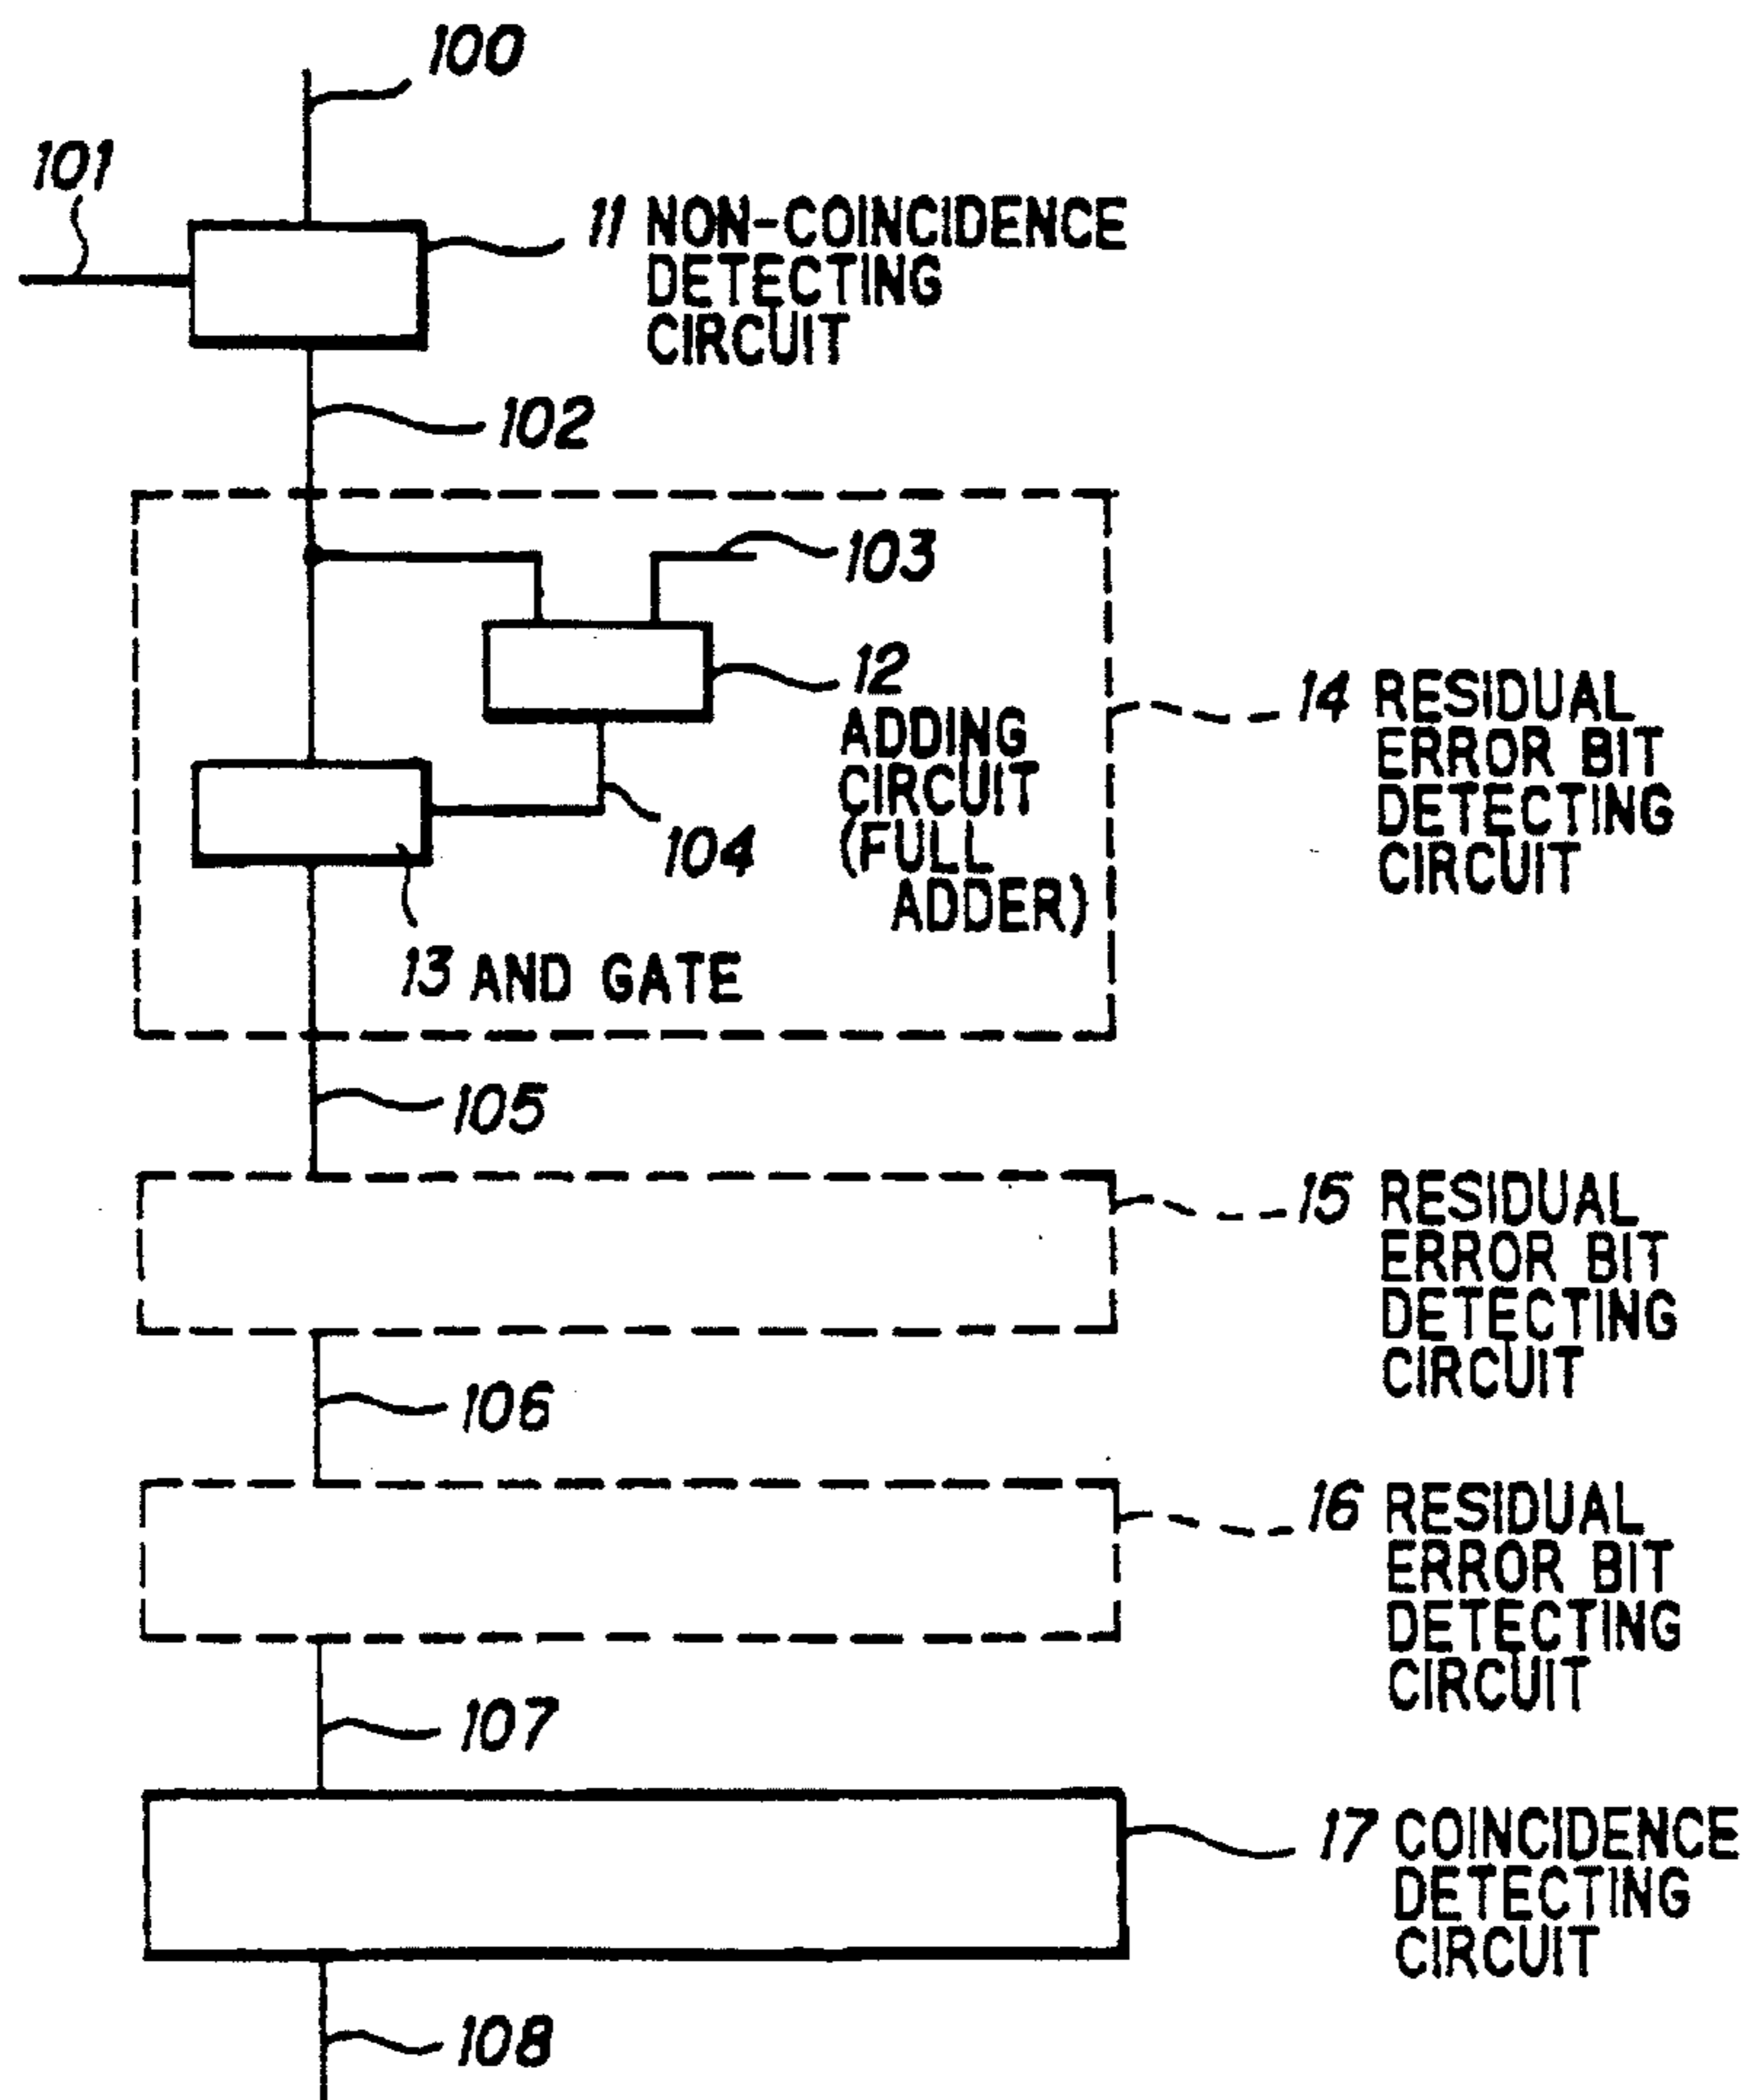 100
101
11 NON-COINCIDENCE
DETECTING
CIRCUIT
102
103
12
ADDING
CIRCUIT
(FULL
ADDER)
104
13 AND GATE
14 RESIDUAL
ERROR BIT
DETECTING
CIRCUIT
105
15 RESIDUAL
ERROR BIT
DETECTING
CIRCUIT
106
16 RESIDUAL
ERROR BIT
DETECTING
CIRCUIT
107
17 COINCIDENCE
DETECTING
CIRCUIT
108